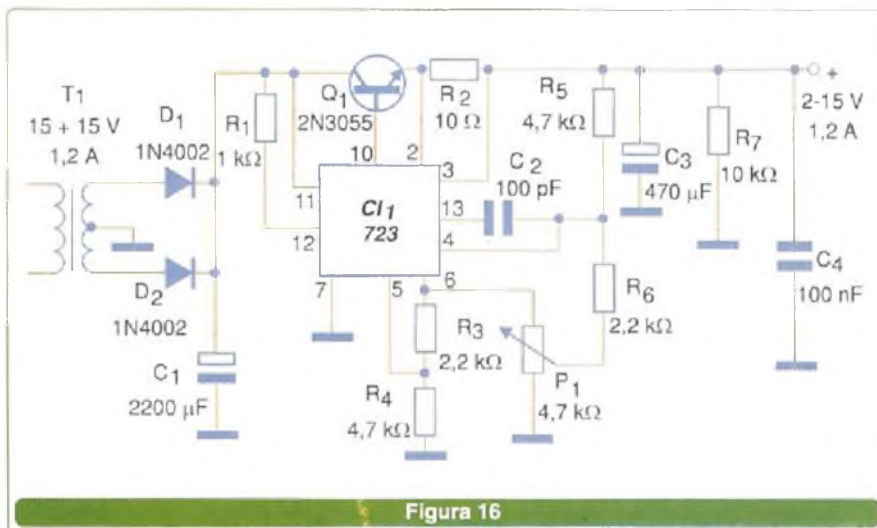 T1
15 + 15 V
1,2 A
D1
1N4002
D2
1N4002
C1
2200 µF
R1
1 kΩ
Q1
2N3055
R2
10 Ω
10
2
3
11
12
13
4
7
5
6
CI1
723
C2
100 pF
R3
2,2 kΩ
R4
4,7 kΩ
P1
4,7 kΩ
R5
4,7 kΩ
R6
2,2 kΩ
C3
470 µF
R7
10 kΩ
+
2-15 V
1,2 A
C4
100 nF
Figura 16